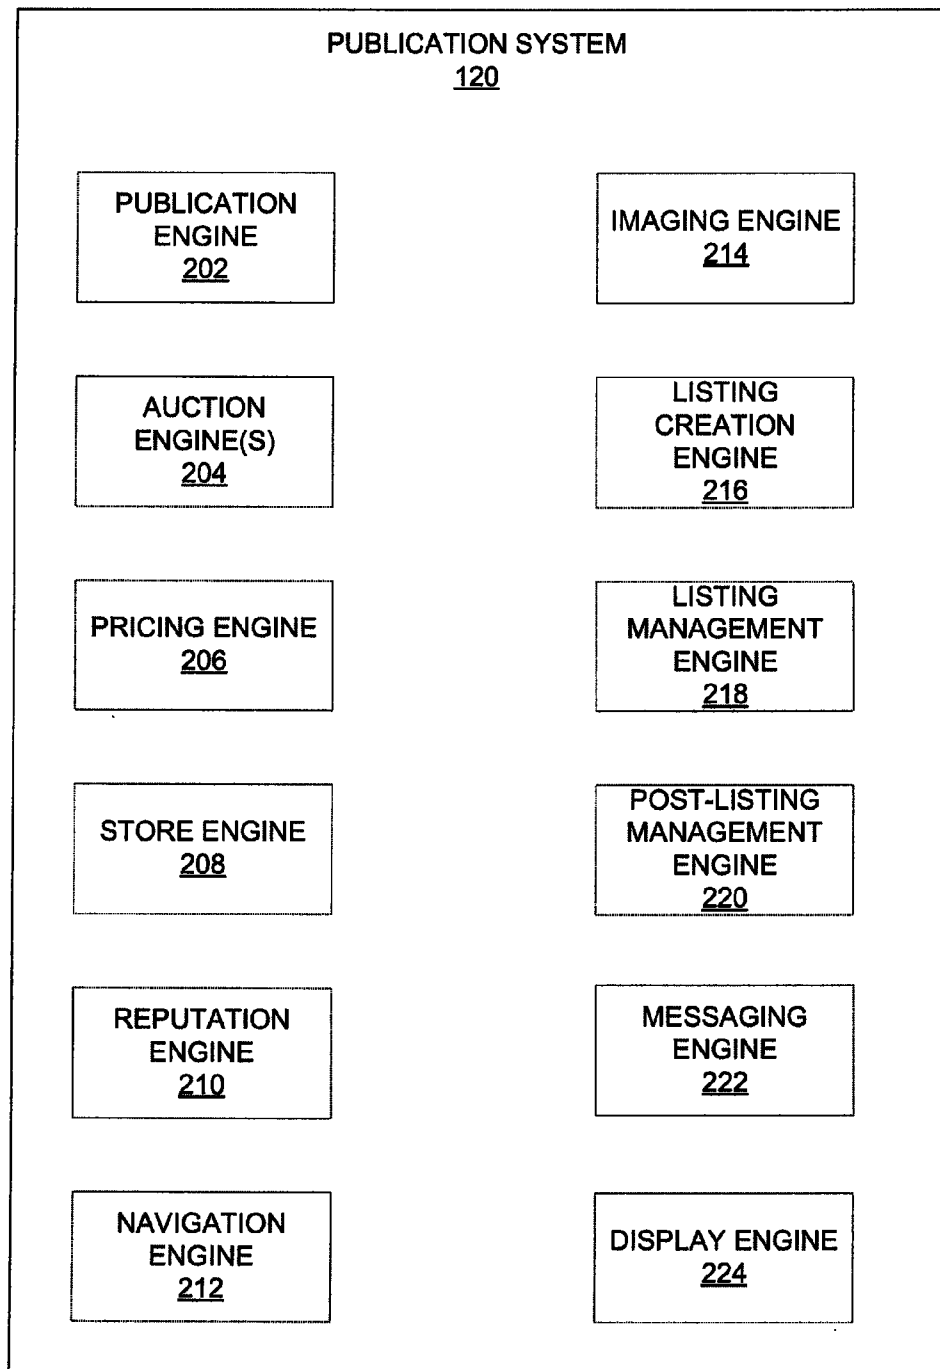 PUBLICATION SYSTEM
120
PUBLICATION
ENGINE
202
AUCTION
ENGINE(S)
204
PRICING ENGINE
206
STORE ENGINE
208
REPUTATION
ENGINE
210
NAVIGATION
ENGINE
212
IMAGING ENGINE
214
LISTING
CREATION
ENGINE
216
LISTING
MANAGEMENT
ENGINE
218
POST-LISTING
MANAGEMENT
ENGINE
220
MESSAGING
ENGINE
222
DISPLAY ENGINE
224